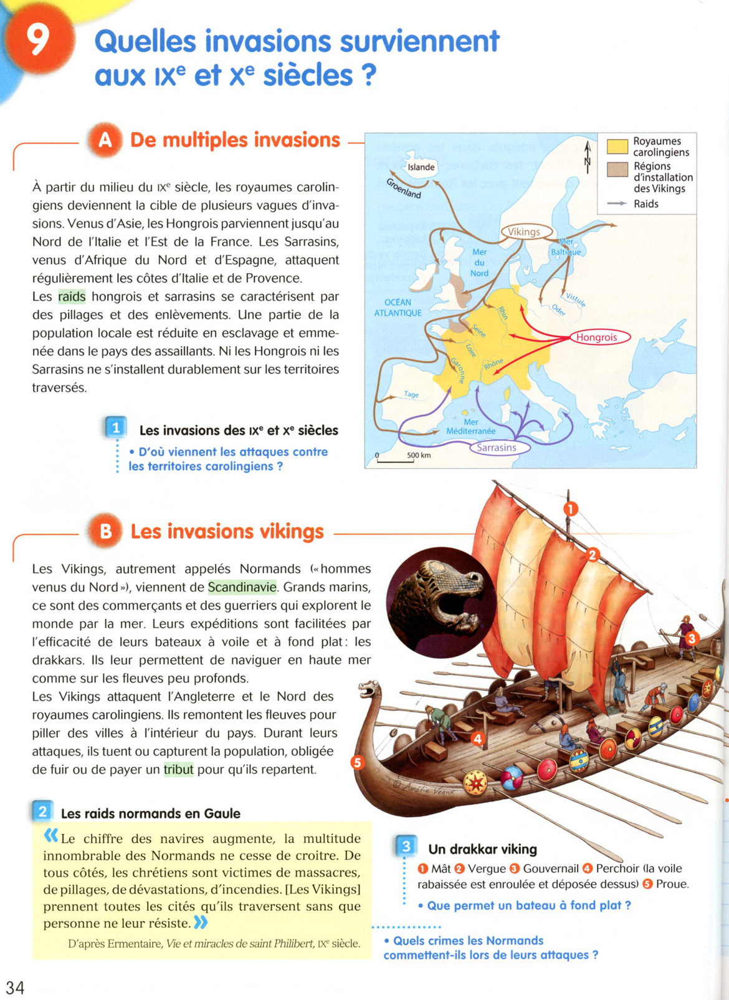 9
Quelles invasions surviennent
aux IXe et Xe siècles ?
A De multiples invasions
À partir du milieu du IXe siècle, les royaumes carolin-
giens deviennent la cible de plusieurs vagues d'inva-
sions. Venus d'Asie, les Hongrois parviennent jusqu'au
Nord de l'Italie et l'Est de la France. Les Sarrasins,
venus d'Afrique du Nord et d'Espagne, attaquent
régulièrement les côtes d'Italie et de Provence.
Les raids hongrois et sarrasins se caractérisent par
des pillages et des enlèvements. Une partie de la
population locale est réduite en esclavage et emme-
née dans le pays des assaillants. Ni les Hongrois ni les
Sarrasins ne s'installent durablement sur les territoires
traversés.
1 Les invasions des IXe et Xe siècles
• D'où viennent les attaques contre
les territoires carolingiens ?
Royaumes
carolingiens
Régions
d'installation
des Vikings
Raids
N
Islande
Groenland
Vikings
Mer
Baltique
Mer
du
Nord
OCÉAN
ATLANTIQUE
Vistule
Oder
Rhin
Seine
Hongrois
Loire
Rhône
Garonne
Tage
Mer
Méditerranée
Sarrasins
0 500 km
B Les invasions vikings
Les Vikings, autrement appelés Normands (« hommes
venus du Nord »), viennent de Scandinavie. Grands marins,
ce sont des commerçants et des guerriers qui explorent le
monde par la mer. Leurs expéditions sont facilitées par
l'efficacité de leurs bateaux à voile et à fond plat : les
drakkars. Ils leur permettent de naviguer en haute mer
comme sur les fleuves peu profonds.
Les Vikings attaquent l'Angleterre et le Nord des
royaumes carolingiens. Ils remontent les fleuves pour
piller des villes à l'intérieur du pays. Durant leurs
attaques, ils tuent ou capturent la population, obligée
de fuir ou de payer un tribut pour qu'ils repartent.
1
2
3
4
5
© Amélie Veaux
2 Les raids normands en Gaule
« Le chiffre des navires augmente, la multitude
innombrable des Normands ne cesse de croitre. De
tous côtés, les chrétiens sont victimes de massacres,
de pillages, de dévastations, d'incendies. [Les Vikings]
prennent toutes les cités qu'ils traversent sans que
personne ne leur résiste. »
D'après Ermentaire, Vie et miracles de saint Philibert, IXe siècle.
3 Un drakkar viking
1 Mât 2 Vergue 3 Gouvernail 4 Perchoir (la voile
rabaissée est enroulée et déposée dessus) 5 Proue.
• Que permet un bateau à fond plat ?
• Quels crimes les Normands
commettent-ils lors de leurs attaques ?
34